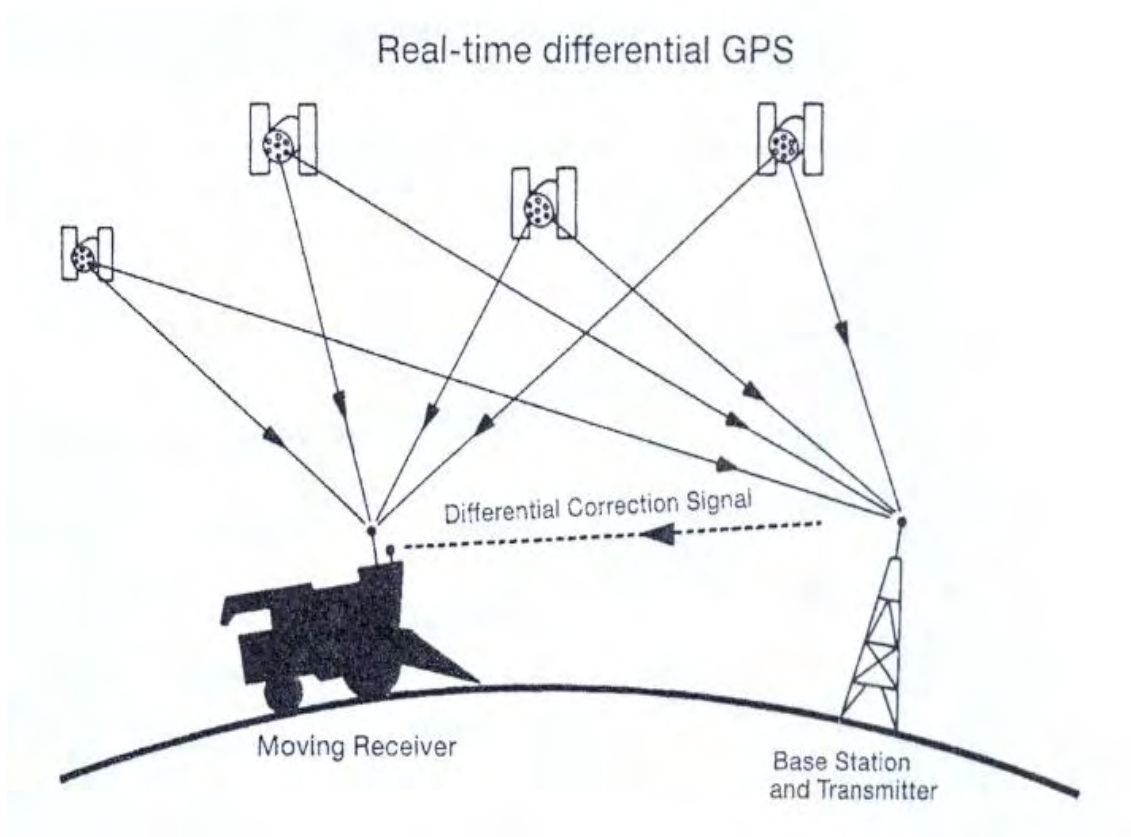 Real-time differential GPS
Differential Correction Signal
Moving Receiver
Base Station
and Transmitter